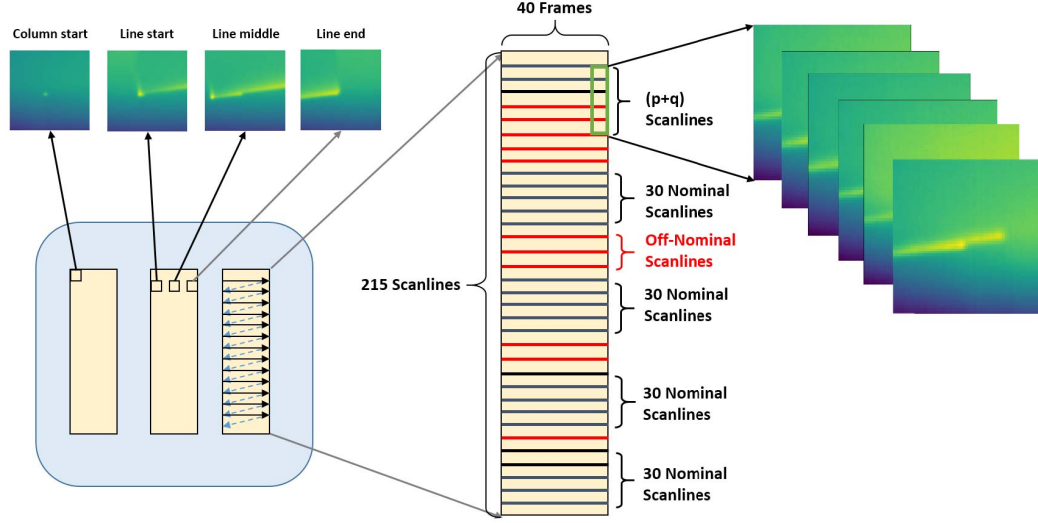 40 Frames
Column start
Line start
Line middle
Line end
(p+q)
Scanlines
30 Nominal
Scanlines
Off-Nominal
Scanlines
215 Scanlines
30 Nominal
Scanlines
30 Nominal
Scanlines
30 Nominal
Scanlines